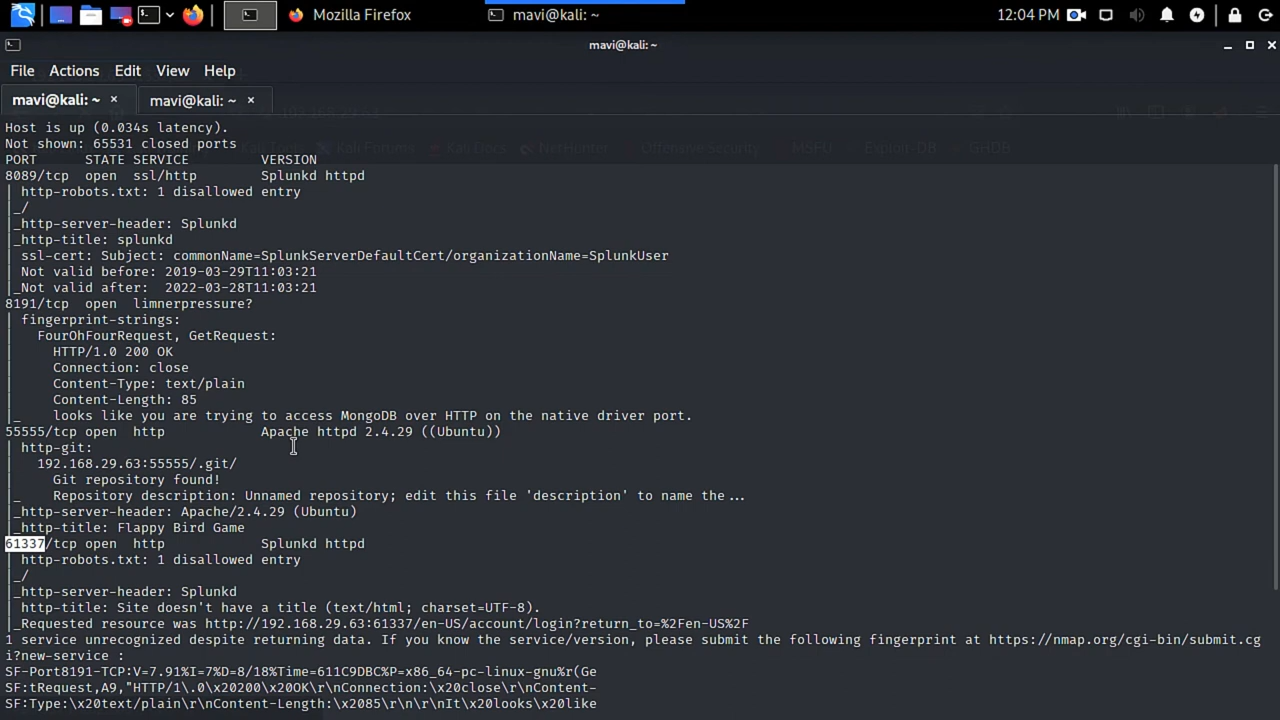 Mozilla Firefox
mavi@kali: ~
12:04 PM
mavi@kali: ~
File Actions Edit View Help
mavi@kali: ~ × mavi@kali: ~ ×
Host is up (0.034s latency).
Not shown: 65531 closed ports
PORT      STATE SERVICE       VERSION
8089/tcp  open  ssl/http      Splunkd httpd
| http-robots.txt: 1 disallowed entry
|_/
|_http-server-header: Splunkd
|_http-title: splunkd
| ssl-cert: Subject: commonName=SplunkServerDefaultCert/organizationName=SplunkUser
| Not valid before: 2019-03-29T11:03:21
|_Not valid after:  2022-03-28T11:03:21
8191/tcp  open  limnerpressure?
| fingerprint-strings:
|   FourOhFourRequest, GetRequest:
|     HTTP/1.0 200 OK
|     Connection: close
|     Content-Type: text/plain
|     Content-Length: 85
|_    looks like you are trying to access MongoDB over HTTP on the native driver port.
55555/tcp open  http          Apache httpd 2.4.29 ((Ubuntu))
| http-git:
|   192.168.29.63:55555/.git/
|     Git repository found!
|_    Repository description: Unnamed repository; edit this file 'description' to name the...
|_http-server-header: Apache/2.4.29 (Ubuntu)
|_http-title: Flappy Bird Game
61337/tcp open  http          Splunkd httpd
| http-robots.txt: 1 disallowed entry
|_/
|_http-server-header: Splunkd
| http-title: Site doesn't have a title (text/html; charset=UTF-8).
|_Requested resource was http://192.168.29.63:61337/en-US/account/login?return_to=%2Fen-US%2F
1 service unrecognized despite returning data. If you know the service/version, please submit the following fingerprint at https://nmap.org/cgi-bin/submit.cg
i?new-service :
SF-Port8191-TCP:V=7.91%I=7%D=8/18%Time=611C9DBC%P=x86_64-pc-linux-gnu%r(Ge
SF:tRequest,A9,"HTTP/1\.0\x20200\x20OK\r\nConnection:\x20close\r\nContent-
SF:Type:\x20text/plain\r\nContent-Length:\x2085\r\n\r\nIt\x20looks\x20like